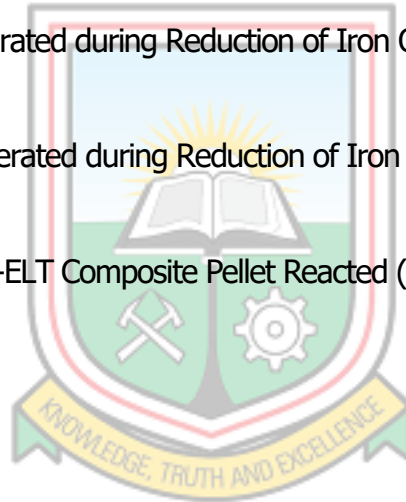 rated during Reduction of Iron
erated during Reduction of Iron
-ELT Composite Pellet Reacted (
KNOWLEDGE, TRUTH AND EXCELLENCE